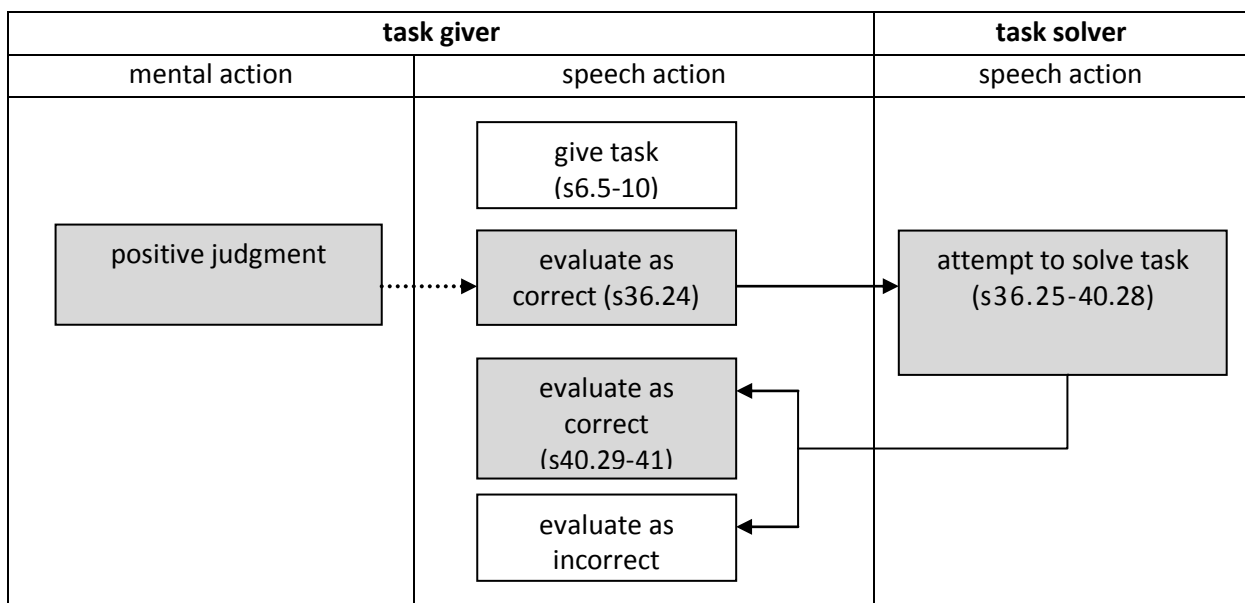 task giver
task solver
mental action
speech action
speech action
give task
(s6.5-10)
positive judgment
evaluate as
correct (s36.24)
attempt to solve task
(s36.25-40.28)
evaluate as
correct
(s40.29-41)
evaluate as
incorrect